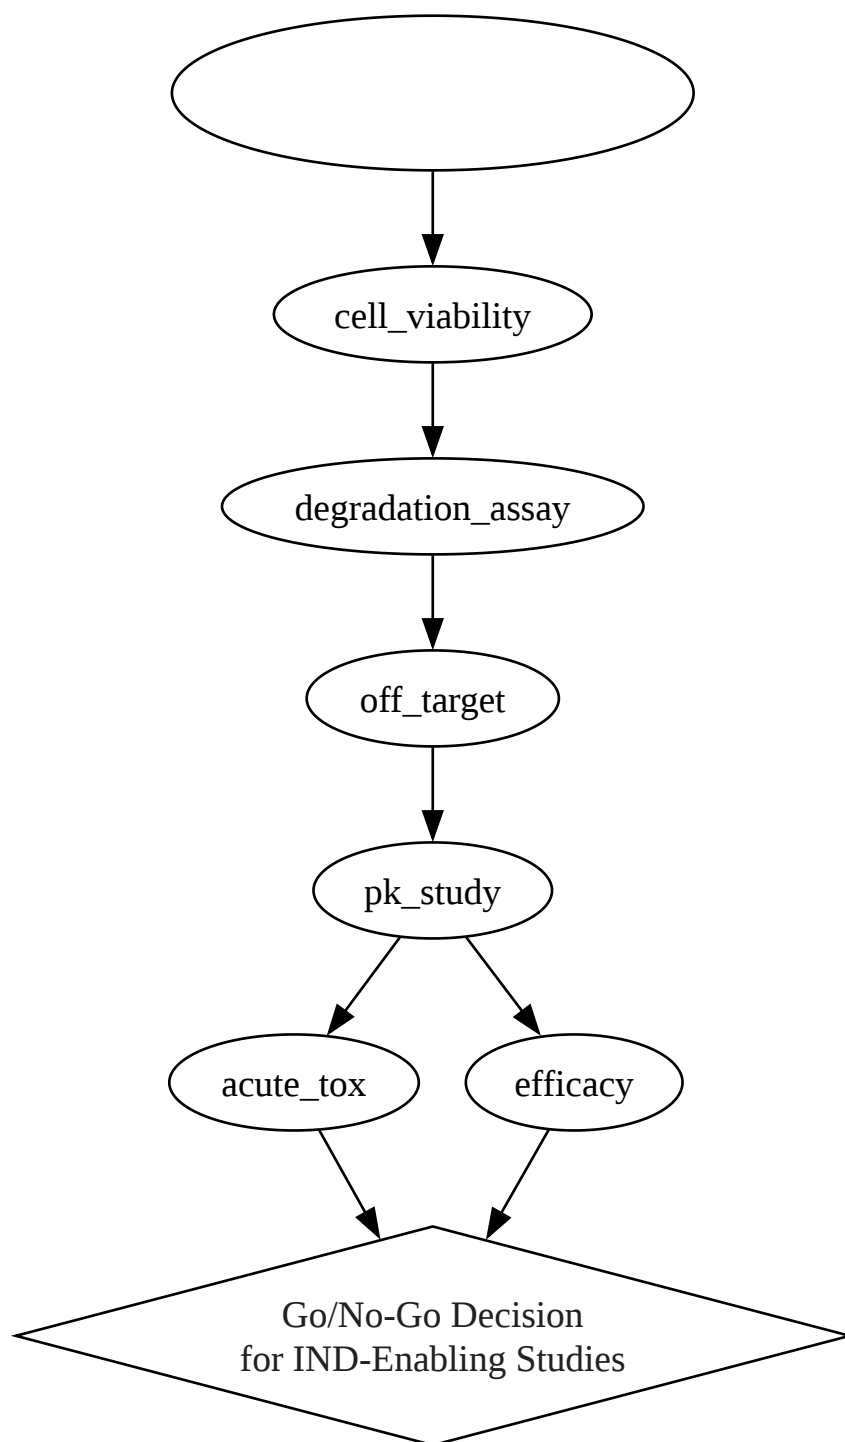 cell_viability
degradation_assay
off_target
pk_study
acute_tox
efficacy
Go/No-Go Decision
for IND-Enabling Studies